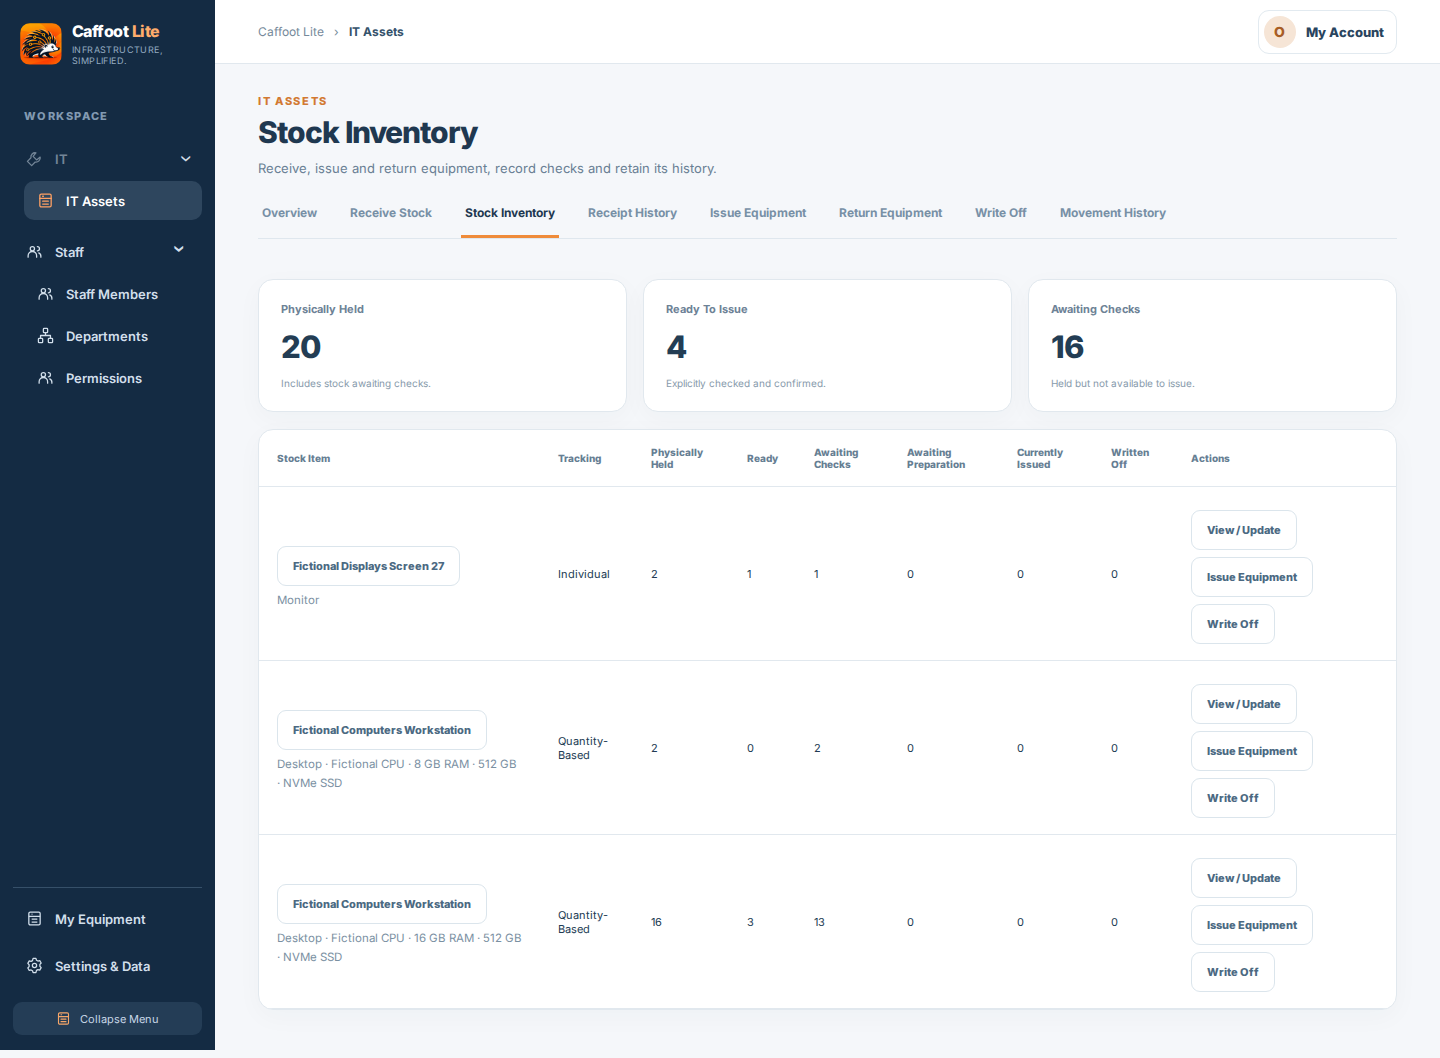 Caffoot Lite
INFRASTRUCTURE,
SIMPLIFIED.
WORKSPACE
IT
IT Assets
Staff
Staff Members
Departments
Permissions
My Equipment
Settings & Data
Collapse Menu
Caffoot Lite › IT Assets
O My Account
IT ASSETS
Stock Inventory
Receive, issue and return equipment, record checks and retain its history.
Overview Receive Stock Stock Inventory Receipt History Issue Equipment Return Equipment Write Off Movement History
Physically Held
20
Includes stock awaiting checks.
Ready To Issue
4
Explicitly checked and confirmed.
Awaiting Checks
16
Held but not available to issue.
Stock Item Tracking Physically Held Ready Awaiting Checks Awaiting Preparation Currently Issued Written Off Actions
Fictional Displays Screen 27
Monitor
Individual 2 1 1 0 0 0
View / Update
Issue Equipment
Write Off
Fictional Computers Workstation
Desktop · Fictional CPU · 8 GB RAM · 512 GB
· NVMe SSD
Quantity-
Based
2 0 2 0 0 0
View / Update
Issue Equipment
Write Off
Fictional Computers Workstation
Desktop · Fictional CPU · 16 GB RAM · 512 GB
· NVMe SSD
Quantity-
Based
16 3 13 0 0 0
View / Update
Issue Equipment
Write Off